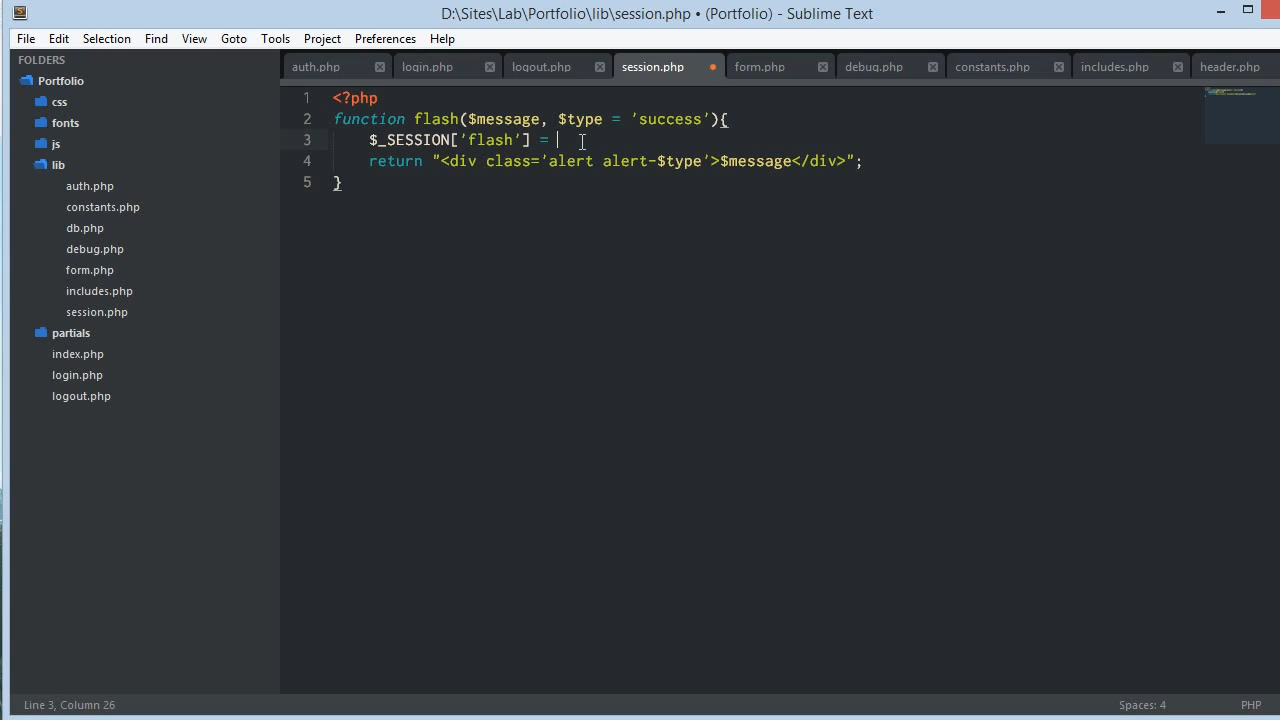 D:\Sites\Lab\Portfolio\lib\session.php • (Portfolio) - Sublime Text
File Edit Selection Find View Goto Tools Project Preferences Help
FOLDERS
Portfolio
css
fonts
js
lib
auth.php
constants.php
db.php
debug.php
form.php
includes.php
session.php
partials
index.php
login.php
logout.php
auth.php login.php logout.php session.php form.php debug.php constants.php includes.php header.php
1 <?php
2 function flash($message, $type = 'success'){
3 $_SESSION['flash'] =
4 return "<div class='alert alert-$type'>$message</div>";
5 }
Line 3, Column 26 Spaces: 4 PHP